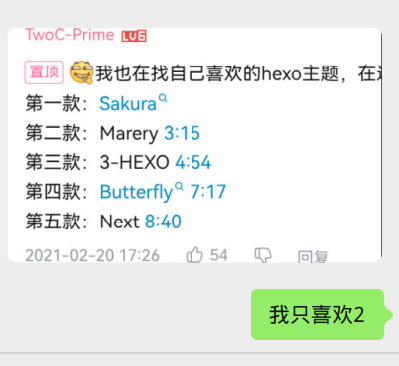 TwoC-Prime LV6
置顶 我也在找自己喜欢的hexo主题，在
第一款：Sakura
第二款：Marery 3:15
第三款：3-HEXO 4:54
第四款：Butterfly 7:17
第五款：Next 8:40
2021-02-20 17:26 54 回复
我只喜欢2